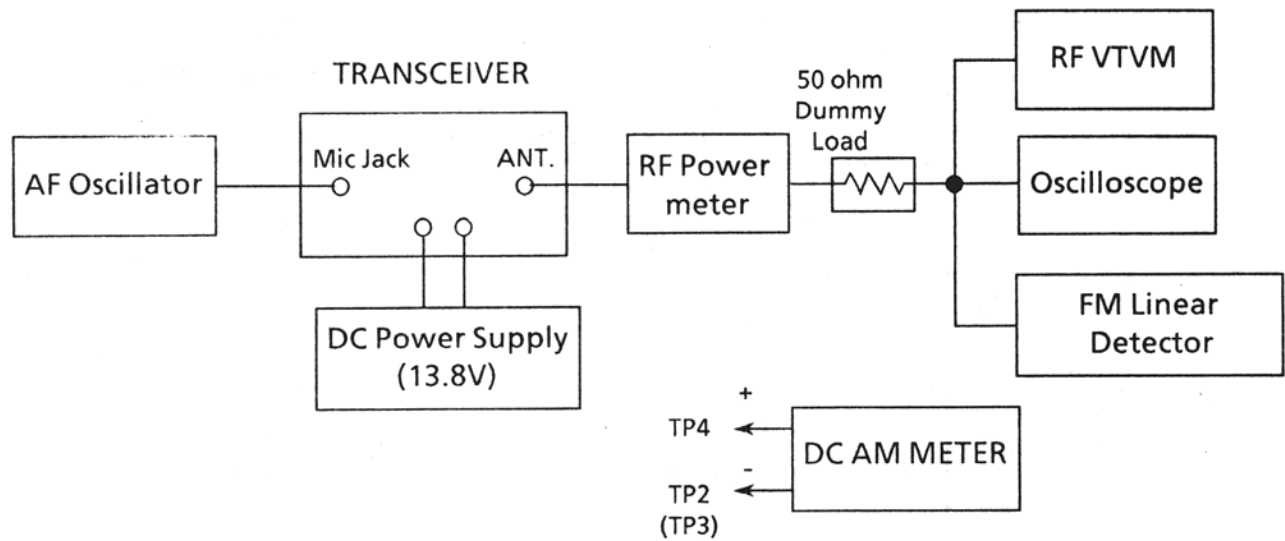 TRANSCEIVER
AF Oscillator
Mic Jack
ANT.
DC Power Supply
(13.8V)
RF Power
meter
50 ohm
Dummy
Load
RF VTVM
Oscilloscope
FM Linear
Detector
+
TP4
-
TP2
(TP3)
DC AM METER